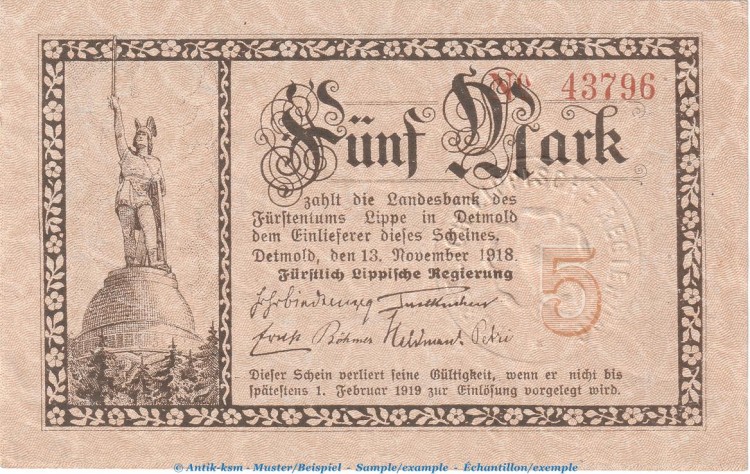 No 43796
Fünf Mark
zahlt die Landesbank des
Fürstentums Lippe in Detmold
dem Einlieferer dieses Scheines.
Detmold, den 13. November 1918.
Fürstlich Lippische Regierung
5
Böhmer Petri
Dieser Schein verliert seine Gültigkeit, wenn er nicht bis
spätestens 1. Februar 1919 zur Einlösung vorgelegt wird.
© Antik-ksm - Muster/Beispiel - Sample/example - Échantillon/exemple